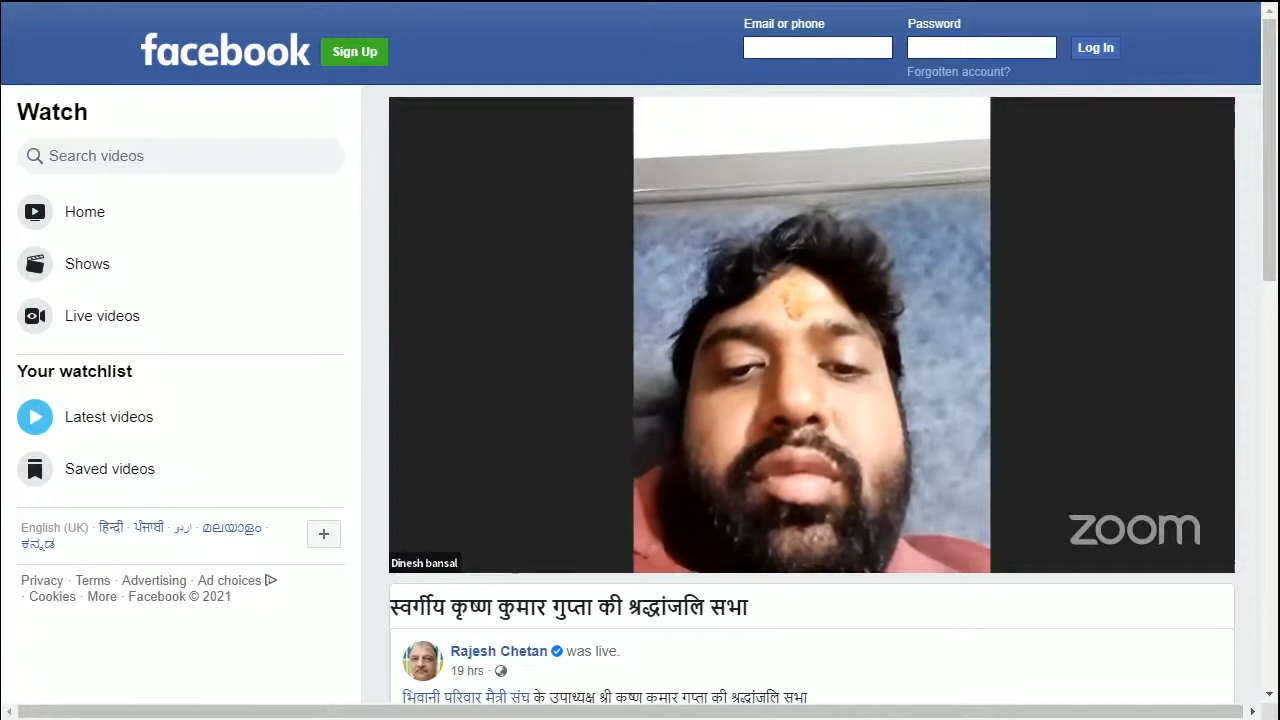 facebook
Sign Up
Email or phone
Password
Log In
Forgotten account?
Watch
Search videos
Home
Shows
Live videos
Your watchlist
Latest videos
Saved videos
English (UK) · हिन्दी · ਪੰਜਾਬੀ · اردو · മലയാളം ·
ಕನ್ನಡ
+
Privacy · Terms · Advertising · Ad choices
· Cookies · More · Facebook © 2021
zoom
Dinesh bansal
स्वर्गीय कृष्ण कुमार गुप्ता की श्रद्धांजलि सभा
Rajesh Chetan was live.
19 hrs ·
भिवानी परिवार मैत्री संघ के उपाध्यक्ष श्री कृष्ण कुमार गुप्ता की श्रद्धांजलि सभा